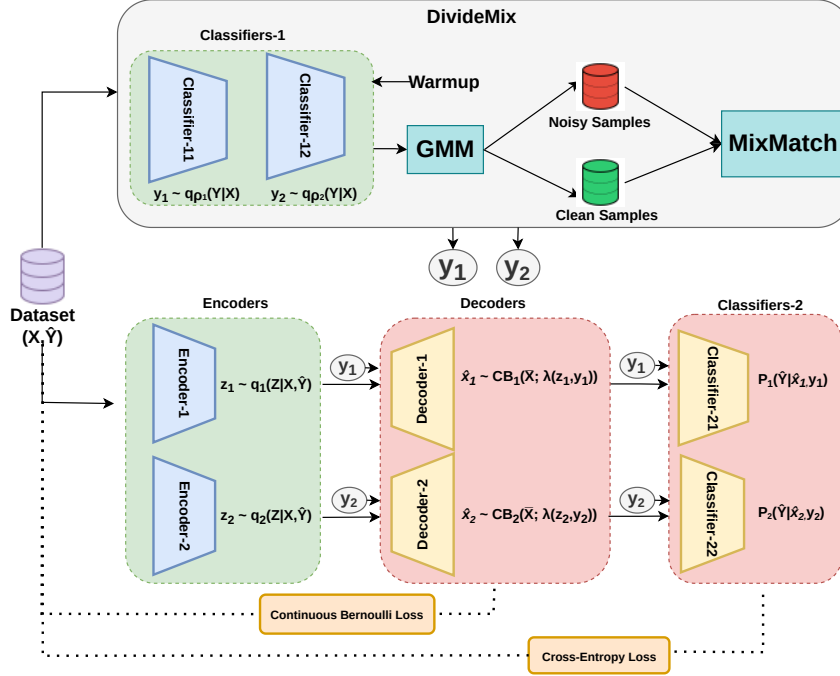 DivideMix
Classifiers-1
Classifier-11
Classifier-12
Warmup
GMM
Noisy Samples
Clean Samples
MixMatch
y₁ ~ qρ₁(Y|X)
y₂ ~ qρ₂(Y|X)
y₁
y₂
Dataset
(X,Ŷ)
Encoders
Decoders
Classifiers-2
Encoder-1
z₁ ~ q₁(Z|X,Ŷ)
y₁
Decoder-1
x̂₁ ~ CB₁(X̅; λ(z₁,y₁))
y₁
Classifier-21
P₁(Ŷ|x̂₁,y₁)
Encoder-2
z₂ ~ q₂(Z|X,Ŷ)
y₂
Decoder-2
x̂₂ ~ CB₂(X̅; λ(z₂,y₂))
y₂
Classifier-22
P₂(Ŷ|x̂₂,y₂)
Continuous Bernoulli Loss
Cross-Entropy Loss